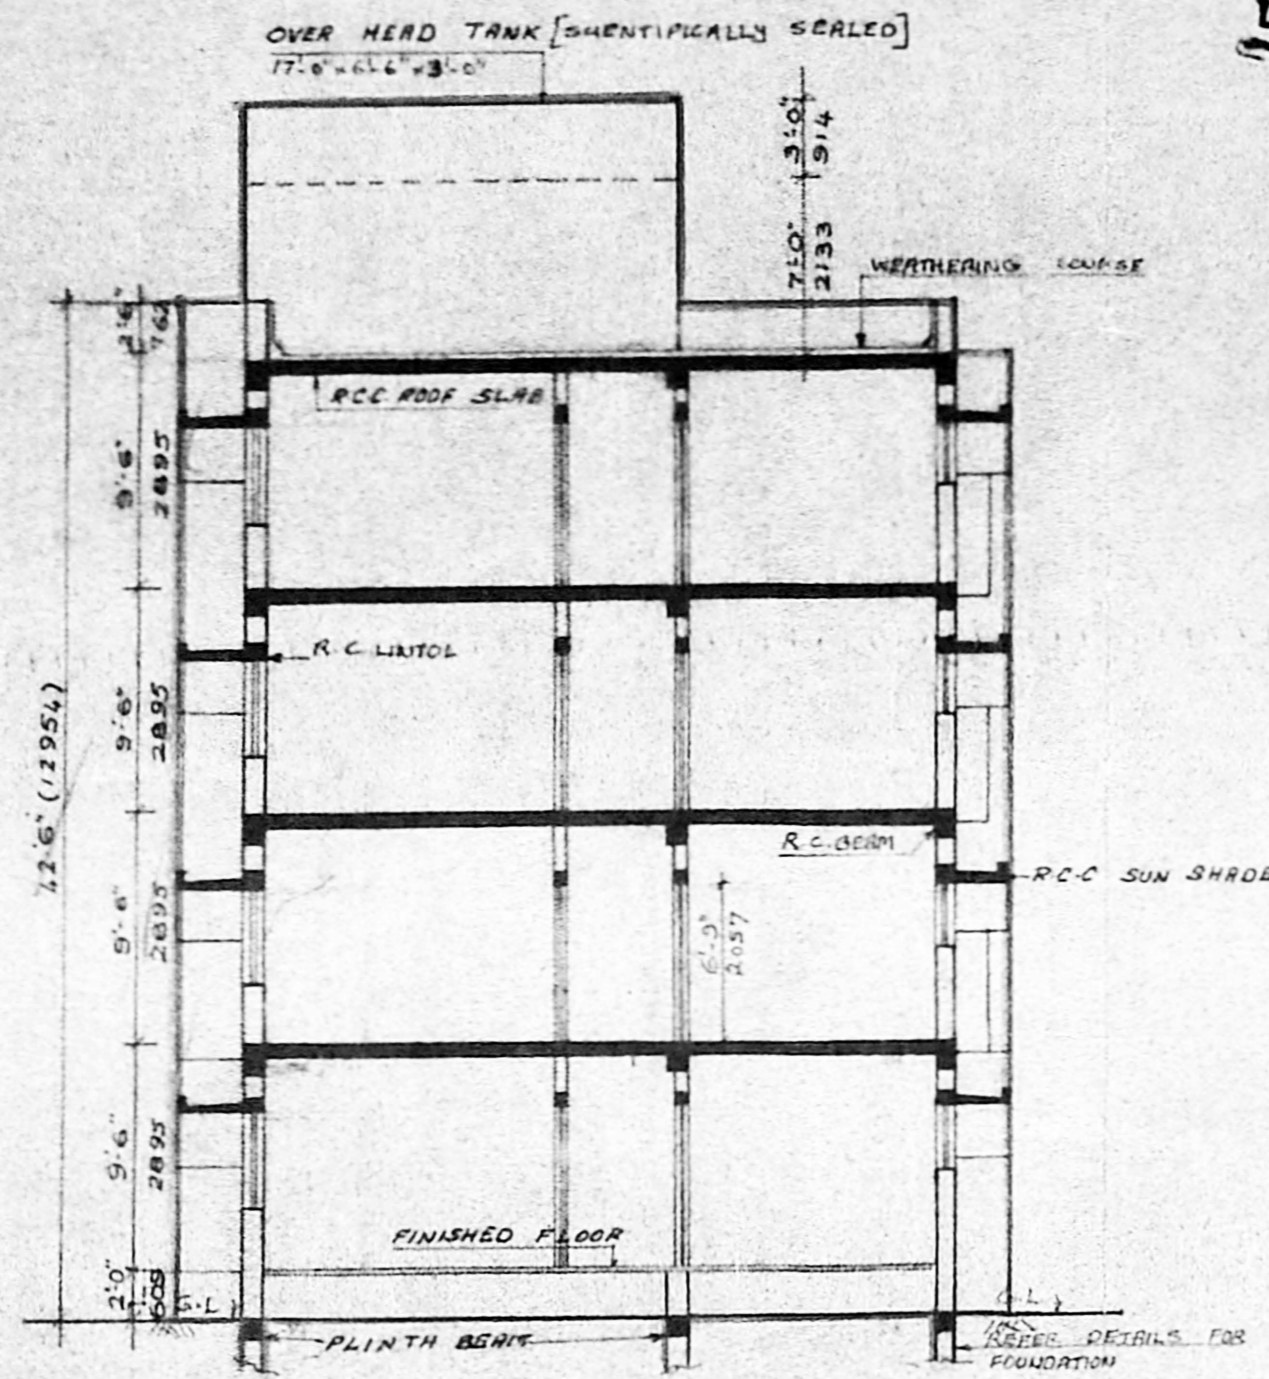 OVER HEAD TANK [SCIENTIFICALLY SEALED]
17'-0" x 6'-6" x 3'-0"
3'-0"
914
7'-0"
2133
WEATHERING COURSE
2'6"
762
R.C.C ROOF SLAB
9'-6"
2895
R.C LINTOL
9'-6"
2895
42'-6" (12954)
R.C. BEAM
R.C.C SUN SHADE
9'-6"
2895
6'-9"
2057
9'-6"
2895
FINISHED FLOOR
2'-0"
609
G.L
G.L
PLINTH BEAM
REFER DETAILS FOR
FOUNDATION